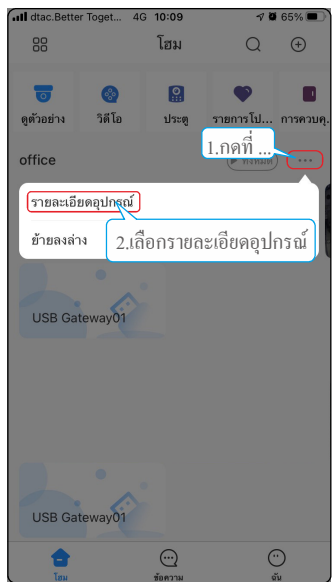 dtac.Better Toget... 4G 10:09 65%
โฮม
ดูตัวอย่าง วิดีโอ ประตู รายการโป... การควบคุ.
1.กดที่ ...
office ทั้งหมด ...
รายละเอียดอุปกรณ์
ย้ายลงล่าง
2.เลือกรายละเอียดอุปกรณ์
USB Gateway01
USB Gateway01
โฮม ข้อความ ฉัน